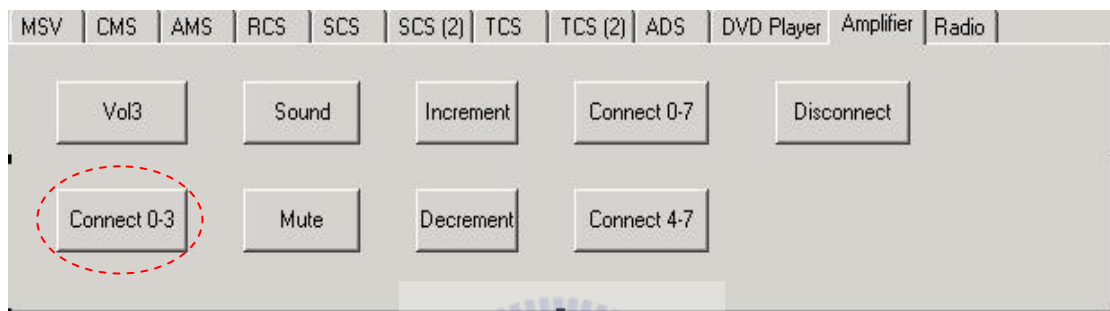 MSV CMS AMS RCS SCS SCS (2) TCS TCS (2) ADS DVD Player Amplifier Radio
Vol3 Sound Increment Connect 0-7 Disconnect
Connect 0-3 Mute Decrement Connect 4-7